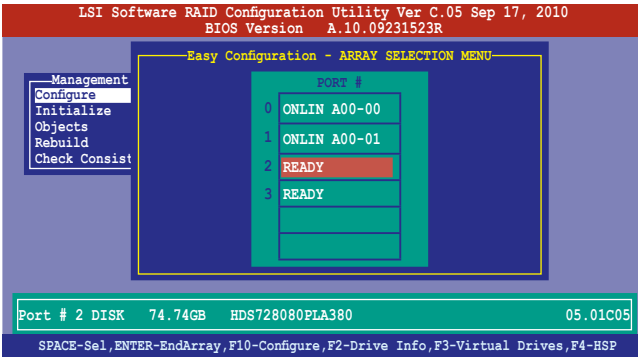 LSI Software RAID Configuration Utility Ver C.05 Sep 17, 2010
BIOS Version A.10.09231523R
Easy Configuration - ARRAY SELECTION MENU
Management
Configure
Initialize
Objects
Rebuild
Check Consist
PORT #
0 ONLIN A00-00
1 ONLIN A00-01
2 READY
3 READY
Port # 2 DISK 74.74GB HDS728080PLA380 05.01C05
SPACE-Sel,ENTER-EndArray,F10-Configure,F2-Drive Info,F3-Virtual Drives,F4-HSP